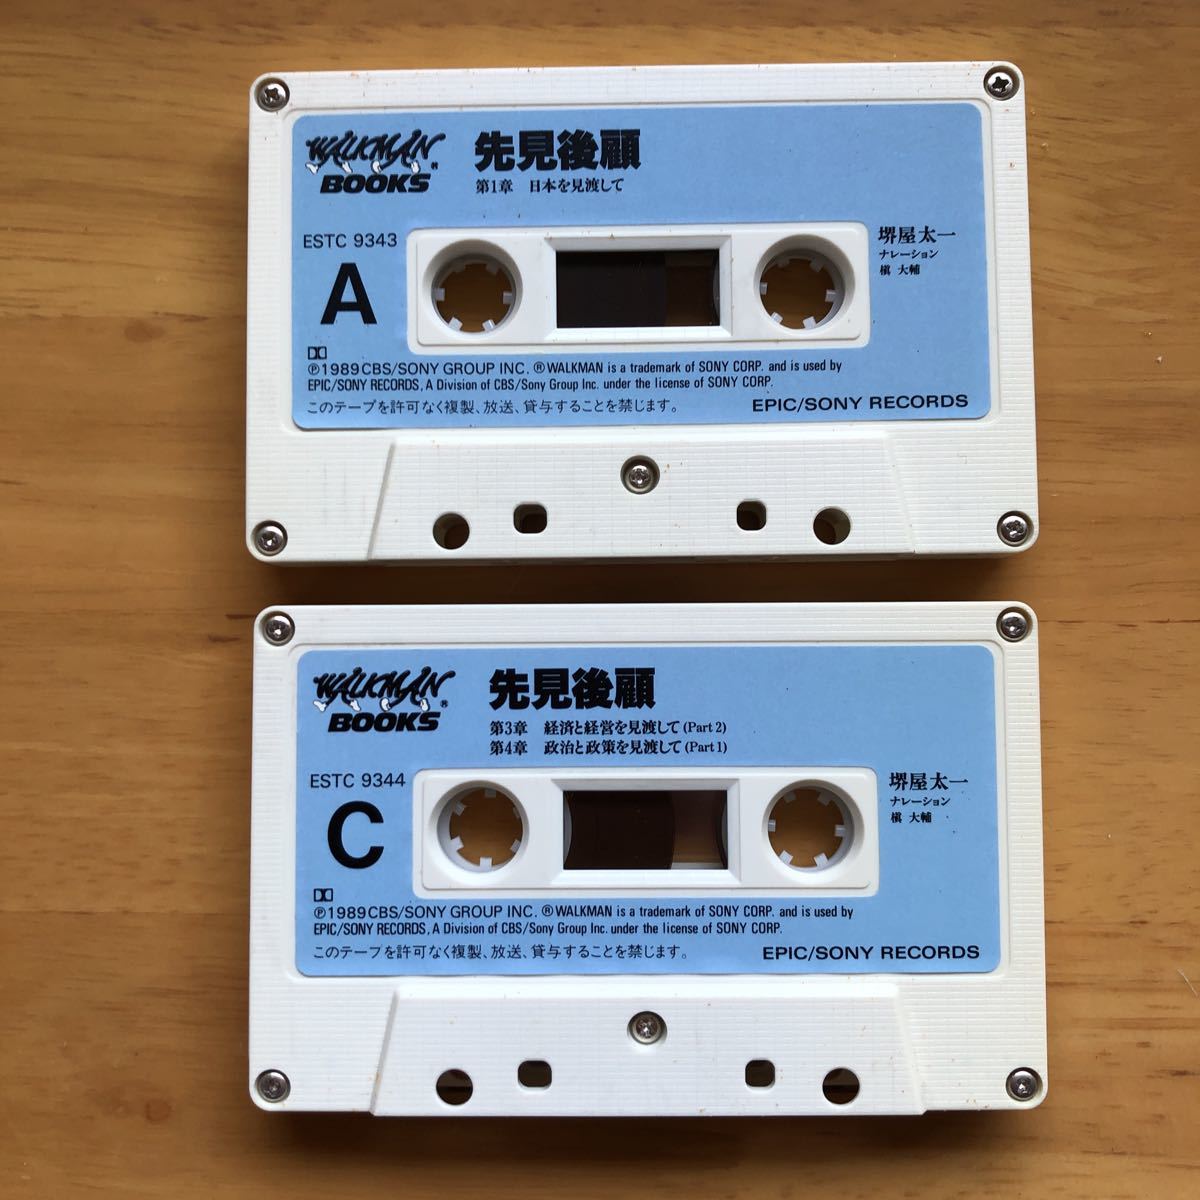 WALKMAN®
BOOKS
先見後顧
第1章 日本を見渡して
ESTC 9343
A
堺屋太一
ナレーション
槇 大輔
℗1989 CBS/SONY GROUP INC. ®WALKMAN is a trademark of SONY CORP. and is used by
EPIC/SONY RECORDS, A Division of CBS/Sony Group Inc. under the license of SONY CORP.
このテープを許可なく複製、放送、貸与することを禁じます。
EPIC/SONY RECORDS
WALKMAN®
BOOKS
先見後顧
第3章 経済と経営を見渡して(Part 2)
第4章 政治と政策を見渡して(Part 1)
ESTC 9344
C
堺屋太一
ナレーション
槇 大輔
℗1989 CBS/SONY GROUP INC. ®WALKMAN is a trademark of SONY CORP. and is used by
EPIC/SONY RECORDS, A Division of CBS/Sony Group Inc. under the license of SONY CORP.
このテープを許可なく複製、放送、貸与することを禁じます。
EPIC/SONY RECORDS